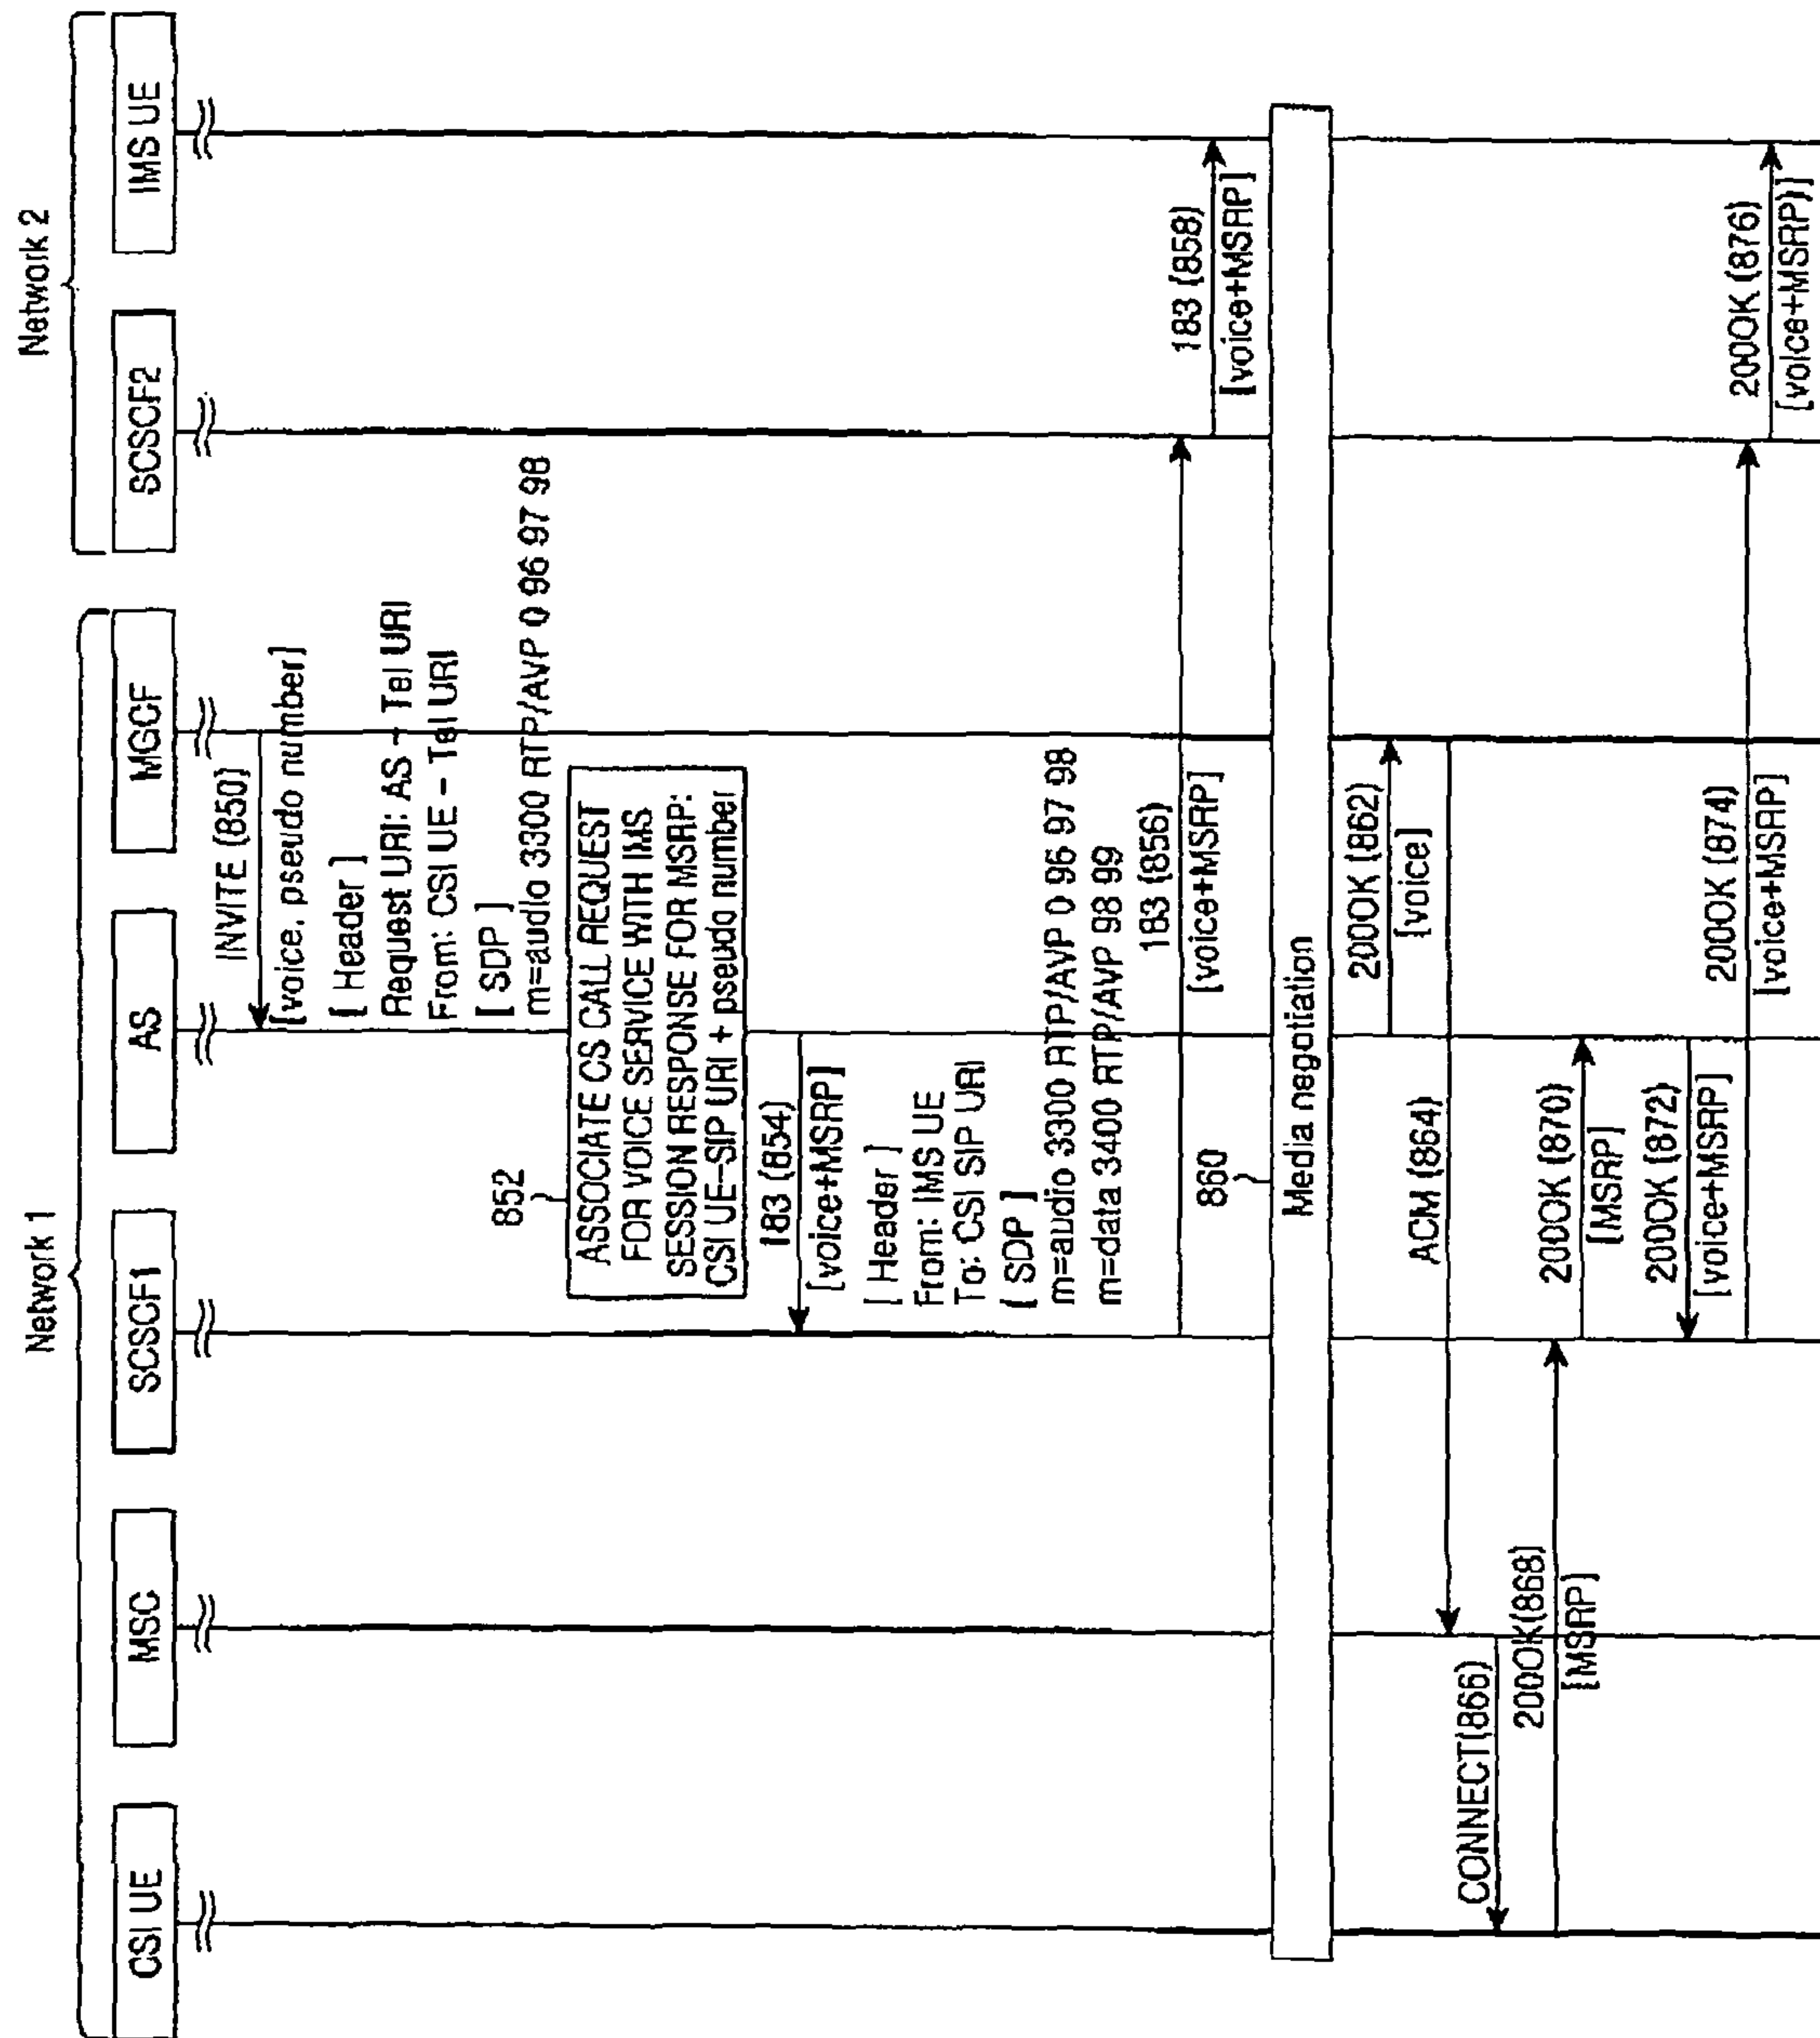 Network 1
Network 2
CSI UE
MSC
SCSCF1
AS
MGCF
SCSCF2
IMS UE
INVITE (850)
[voice, pseudo number]
[ Header ]
Request URI: AS - Tel URI
From: CSI UE - Tel URI
[ SDP ]
m=audio 3300 RTP/AVP 0 96 97 98
852
ASSOCIATE CS CALL REQUEST
FOR VOICE SERVICE WITH IMS
SESSION RESPONSE FOR MSRP:
CSI UE-SIP URI + pseudo number
183 (854)
[voice+MSRP]
[ Header ]
From: IMS UE
To: CSI SIP URI
[ SDP ]
m=audio 3300 RTP/AVP 0 96 97 98
m=data 3400 RTP/AVP 98 99
183 (856)
[voice+MSRP]
183 (858)
[voice+MSRP]
860
Media negotiation
200OK (862)
[voice]
ACM (864)
CONNECT(866)
200OK(868)
[MSRP]
200OK (870)
[MSRP]
200OK (872)
[voice+MSRP]
200OK (874)
[voice+MSRP]
200OK (876)
[voice+MSRP)]